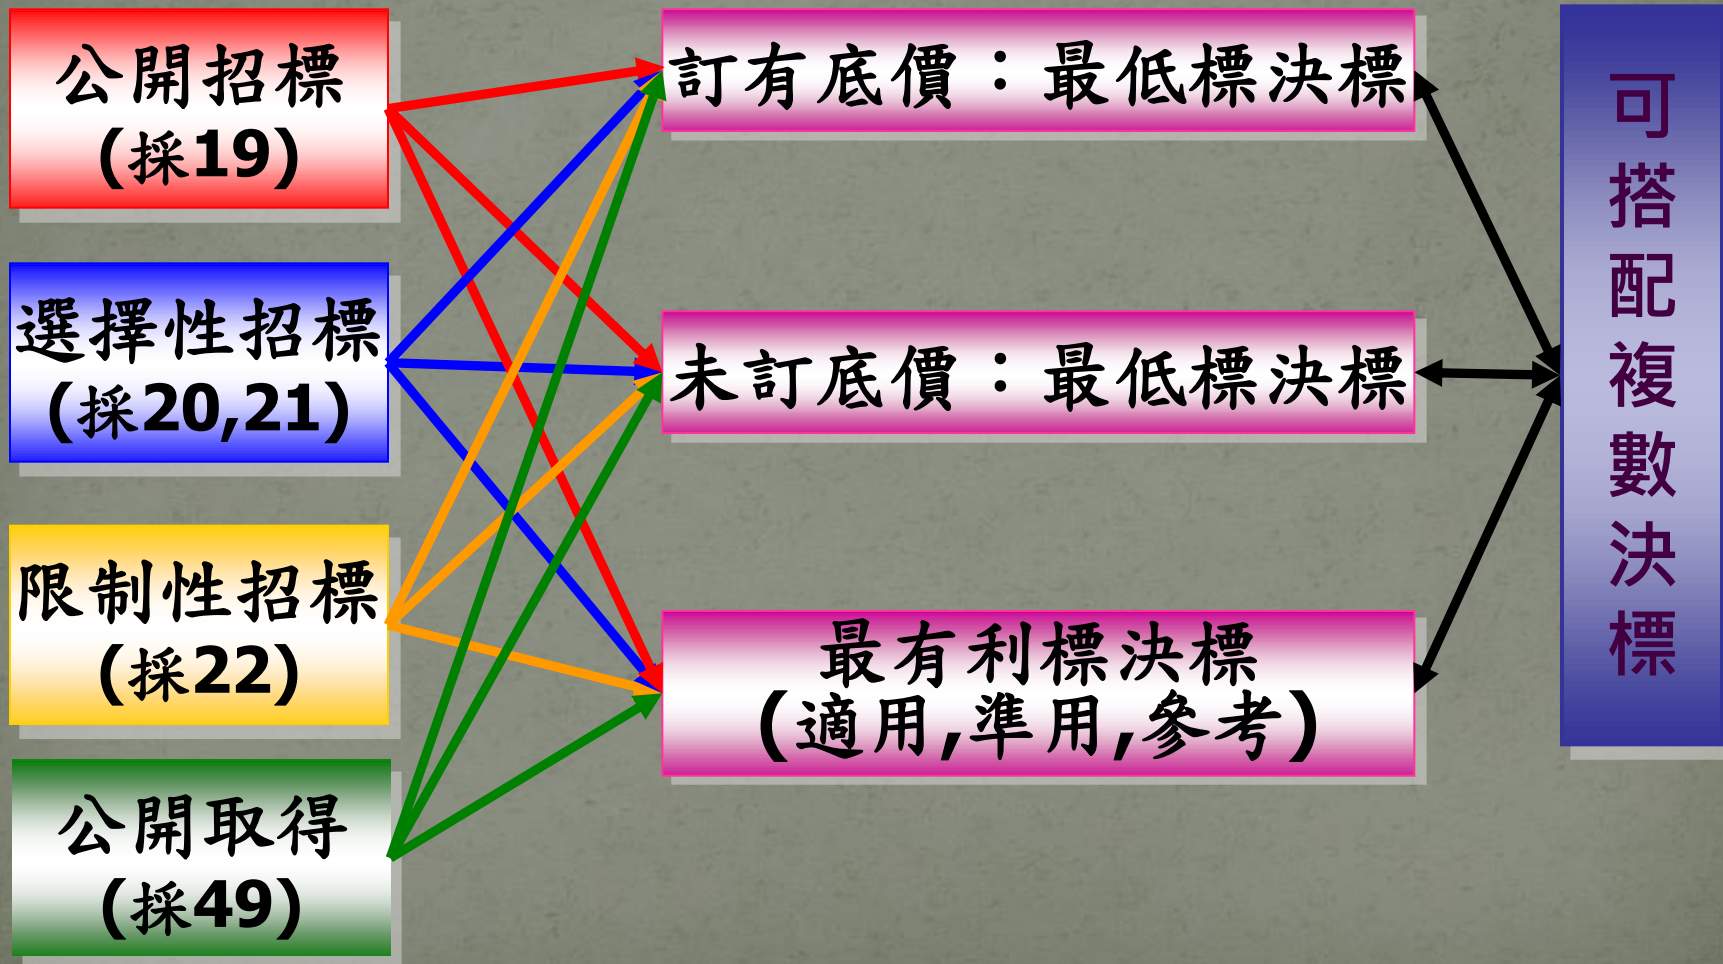 公開招標
(採19)
選擇性招標
(採20,21)
限制性招標
(採22)
公開取得
(採49)
訂有底價：最低標決標
未訂底價：最低標決標
最有利標決標
(適用,準用,參考)
可搭配複數決標